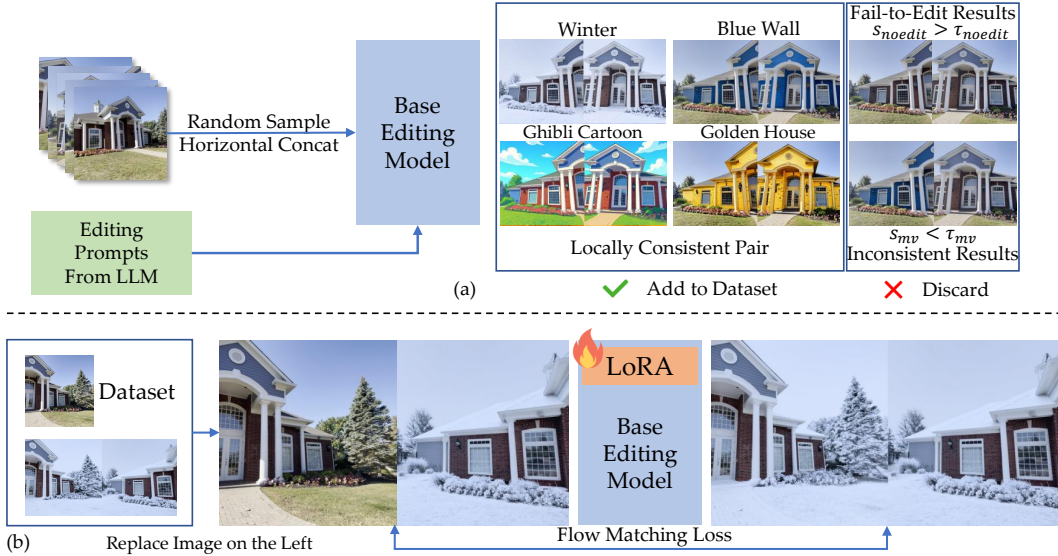 Random Sample
Horizontal Concat
Editing
Prompts
From LLM
Base
Editing
Model
(a)
Winter
Blue Wall
Ghibli Cartoon
Golden House
Locally Consistent Pair
Add to Dataset
Fail-to-Edit Results
s_noedit > τ_noedit
s_mv < τ_mv
Inconsistent Results
Discard
Dataset
(b)
Replace Image on the Left
LoRA
Base
Editing
Model
Flow Matching Loss